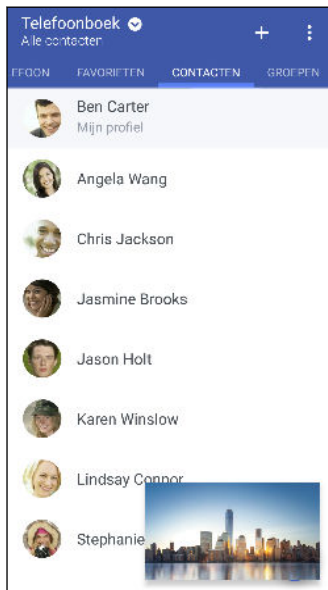 Telefoonboek
Alle contacten
EFOON FAVORIETEN CONTACTEN GROEPEN
Ben Carter
Mijn profiel
Angela Wang
Chris Jackson
Jasmine Brooks
Jason Holt
Karen Winslow
Lindsay Connor
Stephanie